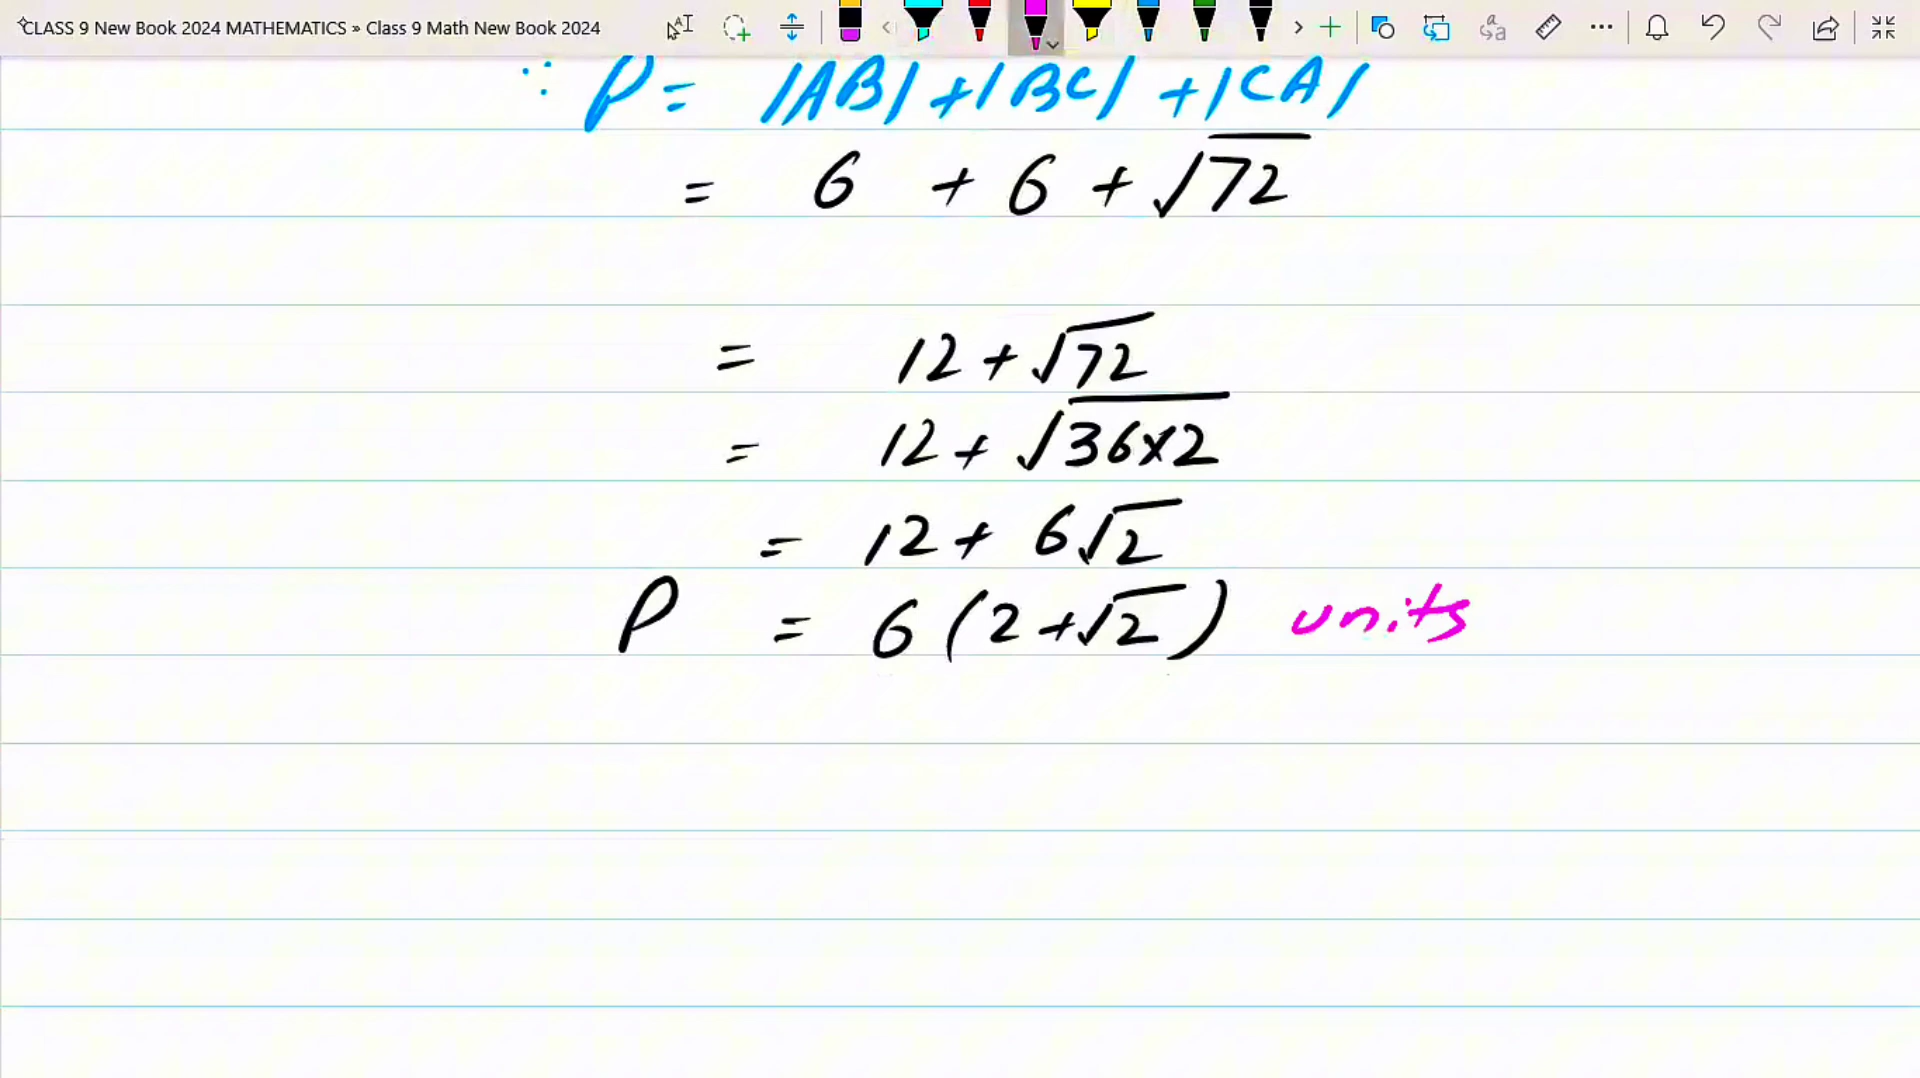 CLASS 9 New Book 2024 MATHEMATICS » Class 9 Math New Book 2024
∵ P = |AB| + |BC| + |CA|
= 6 + 6 + √72
= 12 + √72
= 12 + √36×2
= 12 + 6√2
P = 6 (2 + √2) units